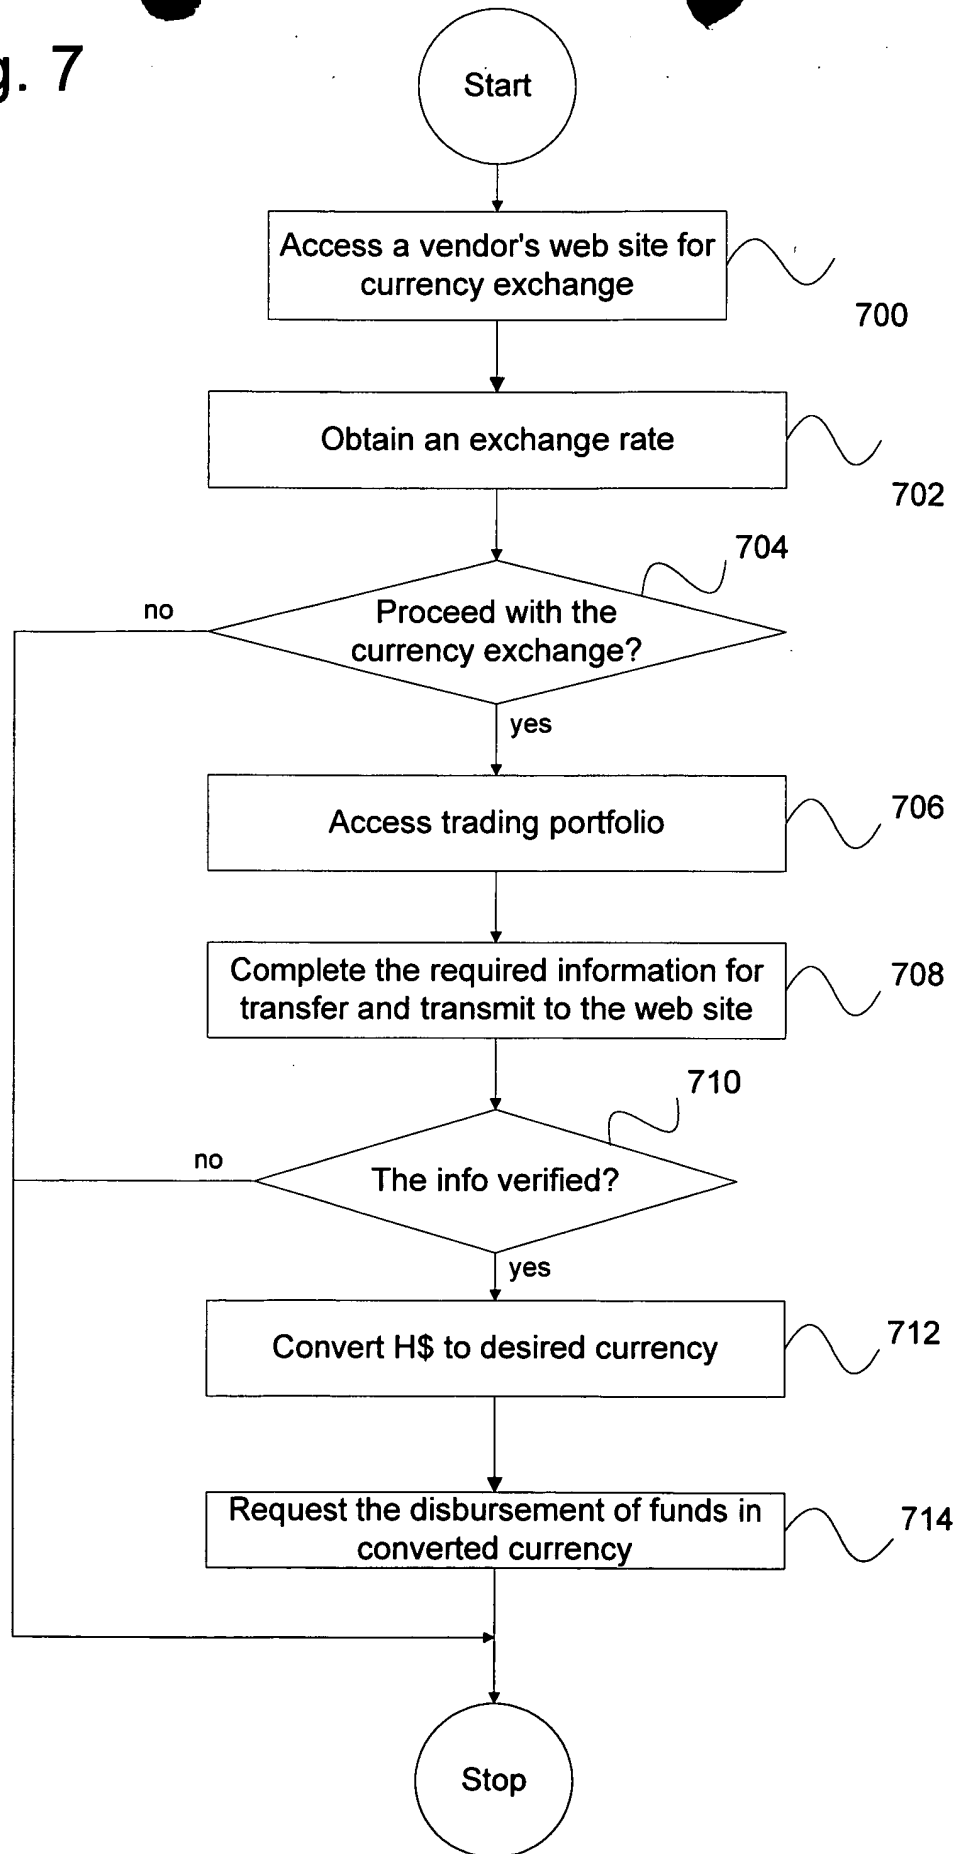 g. 7
Start
Access a vendor's web site for
currency exchange
700
Obtain an exchange rate
702
704
Proceed with the
currency exchange?
no
yes
Access trading portfolio
706
Complete the required information for
transfer and transmit to the web site
708
710
The info verified?
no
yes
Convert H$ to desired currency
712
Request the disbursement of funds in
converted currency
714
Stop